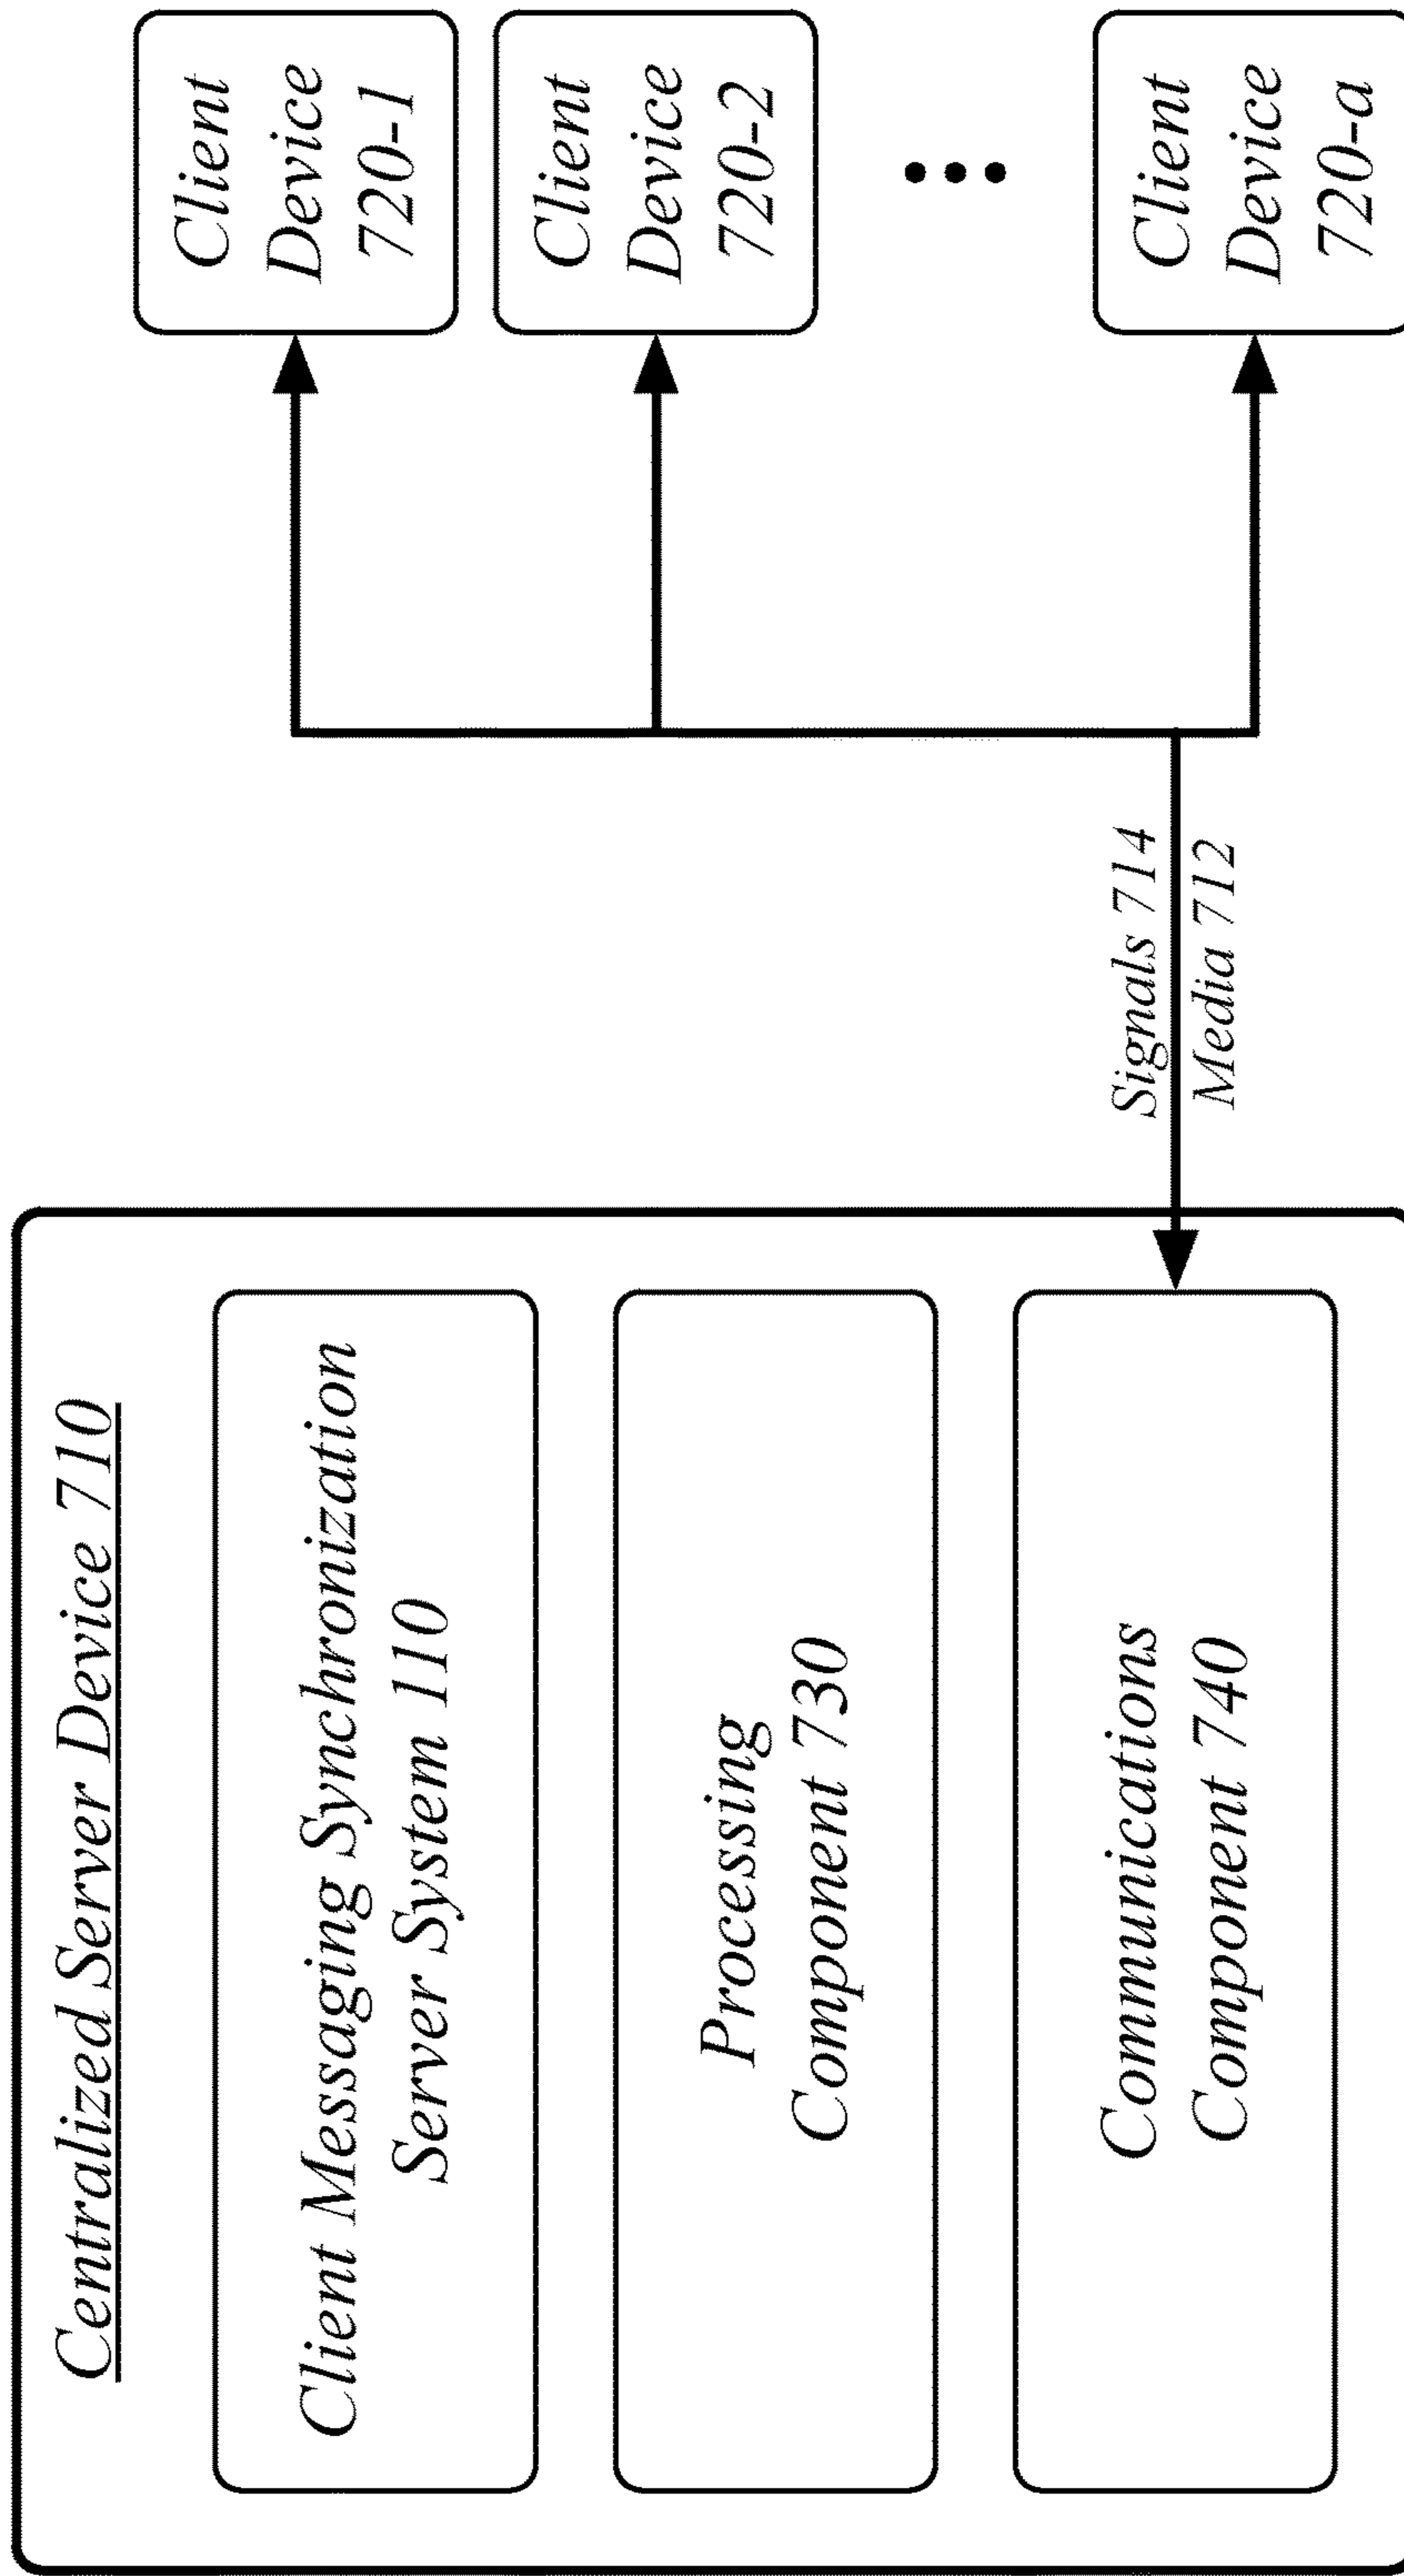 Centralized Server Device 710
Client Messaging Synchronization
Server System 110
Processing
Component 730
Communications
Component 740
Signals 714
Media 712
Client
Device
720-1
Client
Device
720-2
Client
Device
720-a